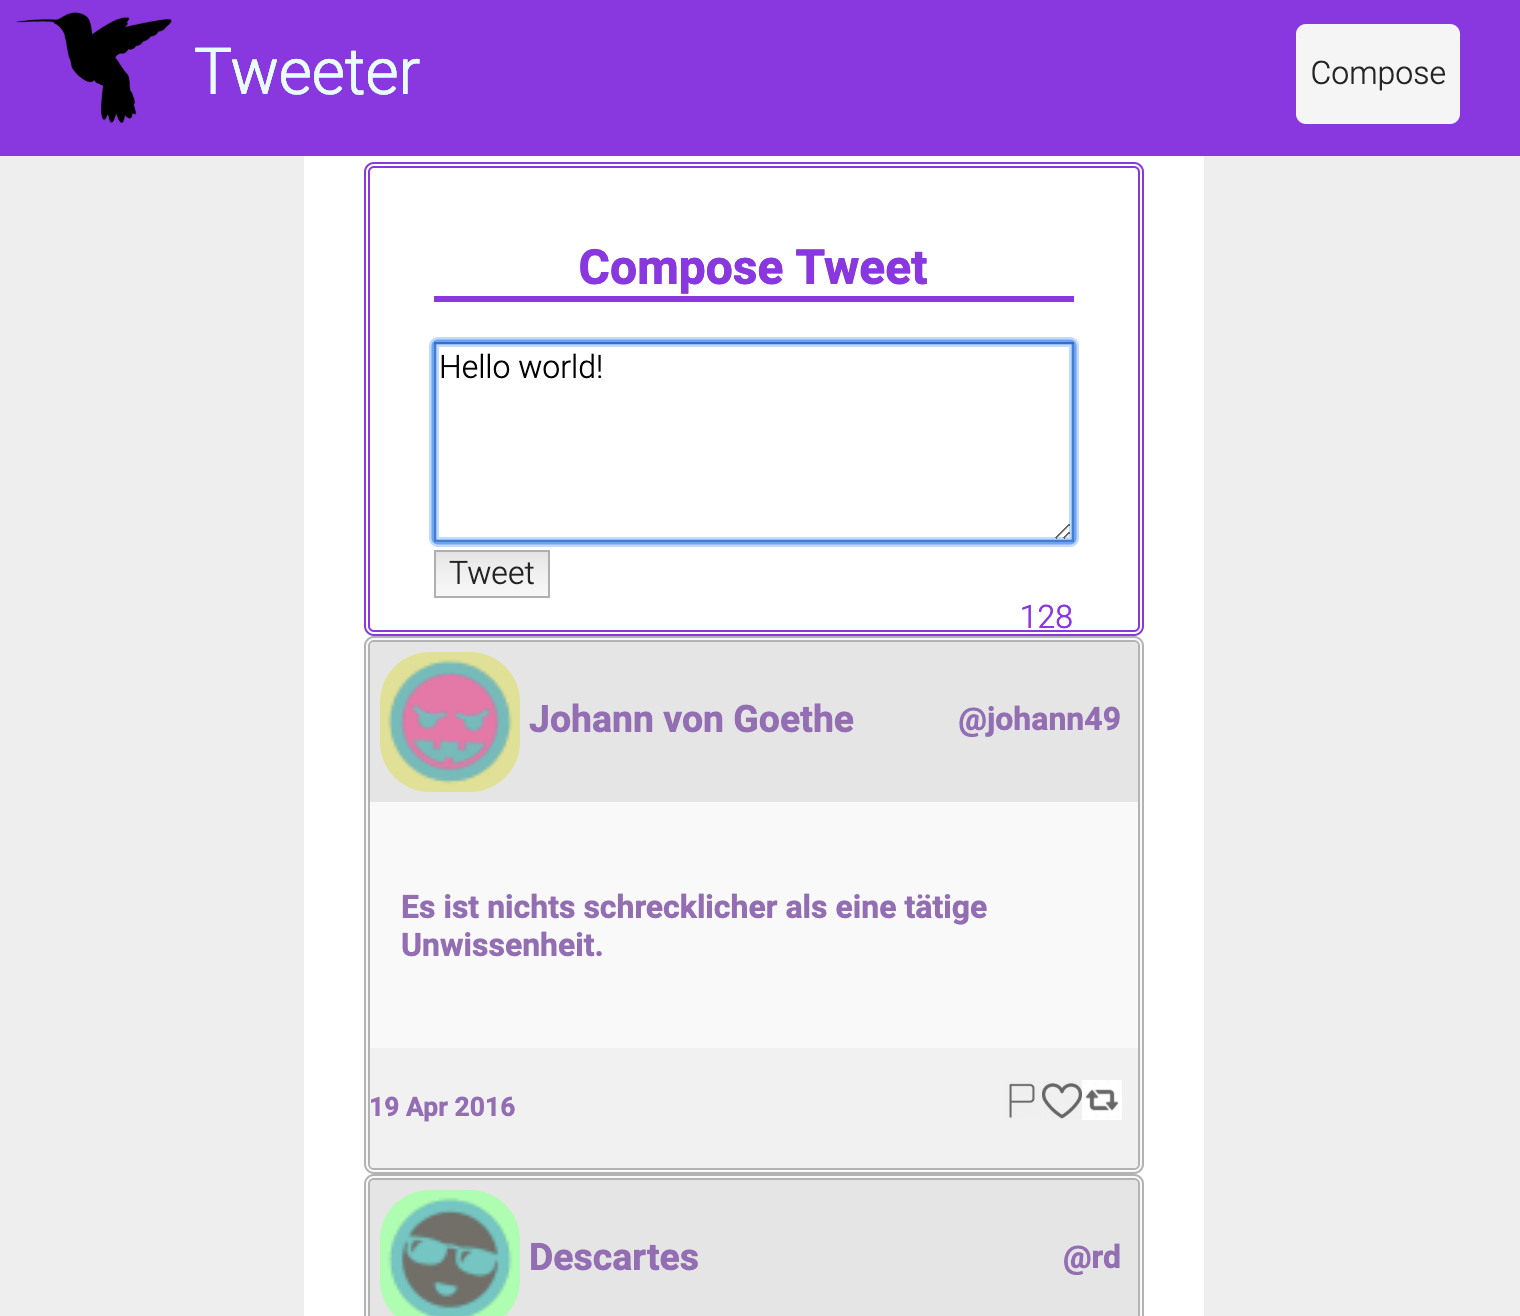 Tweeter
Compose
Compose Tweet
Hello world!
Tweet
128
Johann von Goethe @johann49
Es ist nichts schrecklicher als eine tätige
Unwissenheit.
19 Apr 2016
Descartes @rd